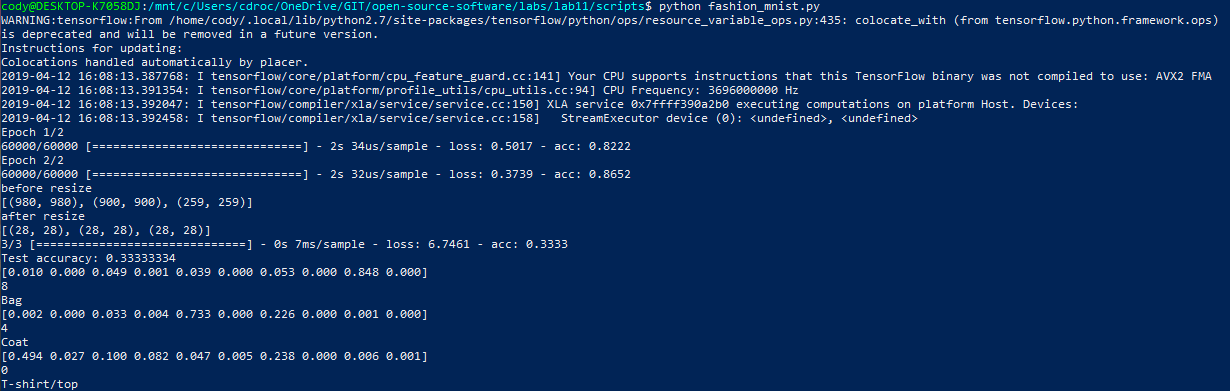 cody@DESKTOP-K7058DJ:/mnt/c/Users/cdroc/OneDrive/GIT/open-source-software/labs/lab11/scripts$ python fashion_mnist.py
WARNING:tensorflow:From /home/cody/.local/lib/python2.7/site-packages/tensorflow/python/ops/resource_variable_ops.py:435: colocate_with (from tensorflow.python.framework.ops)
is deprecated and will be removed in a future version.
Instructions for updating:
Colocations handled automatically by placer.
2019-04-12 16:08:13.387768: I tensorflow/core/platform/cpu_feature_guard.cc:141] Your CPU supports instructions that this TensorFlow binary was not compiled to use: AVX2 FMA
2019-04-12 16:08:13.391354: I tensorflow/core/platform/profile_utils/cpu_utils.cc:94] CPU Frequency: 3696000000 Hz
2019-04-12 16:08:13.392047: I tensorflow/compiler/xla/service/service.cc:150] XLA service 0x7ffff390a2b0 executing computations on platform Host. Devices:
2019-04-12 16:08:13.392458: I tensorflow/compiler/xla/service/service.cc:158]   StreamExecutor device (0): <undefined>, <undefined>
Epoch 1/2
60000/60000 [==============================] - 2s 34us/sample - loss: 0.5017 - acc: 0.8222
Epoch 2/2
60000/60000 [==============================] - 2s 32us/sample - loss: 0.3739 - acc: 0.8652
before resize
[(980, 980), (900, 900), (259, 259)]
after resize
[(28, 28), (28, 28), (28, 28)]
3/3 [==============================] - 0s 7ms/sample - loss: 6.7461 - acc: 0.3333
Test accuracy: 0.33333334
[0.010 0.000 0.049 0.001 0.039 0.000 0.053 0.000 0.848 0.000]
8
Bag
[0.002 0.000 0.033 0.004 0.733 0.000 0.226 0.000 0.001 0.000]
4
Coat
[0.494 0.027 0.100 0.082 0.047 0.005 0.238 0.000 0.006 0.001]
0
T-shirt/top